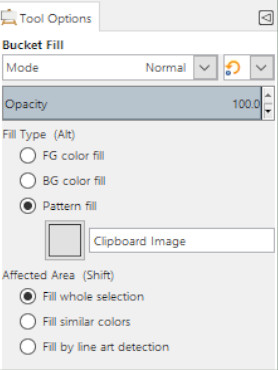 Tool Options
Bucket Fill
Mode Normal
Opacity 100.0
Fill Type (Alt)
FG color fill
BG color fill
Pattern fill
Clipboard Image
Affected Area (Shift)
Fill whole selection
Fill similar colors
Fill by line art detection